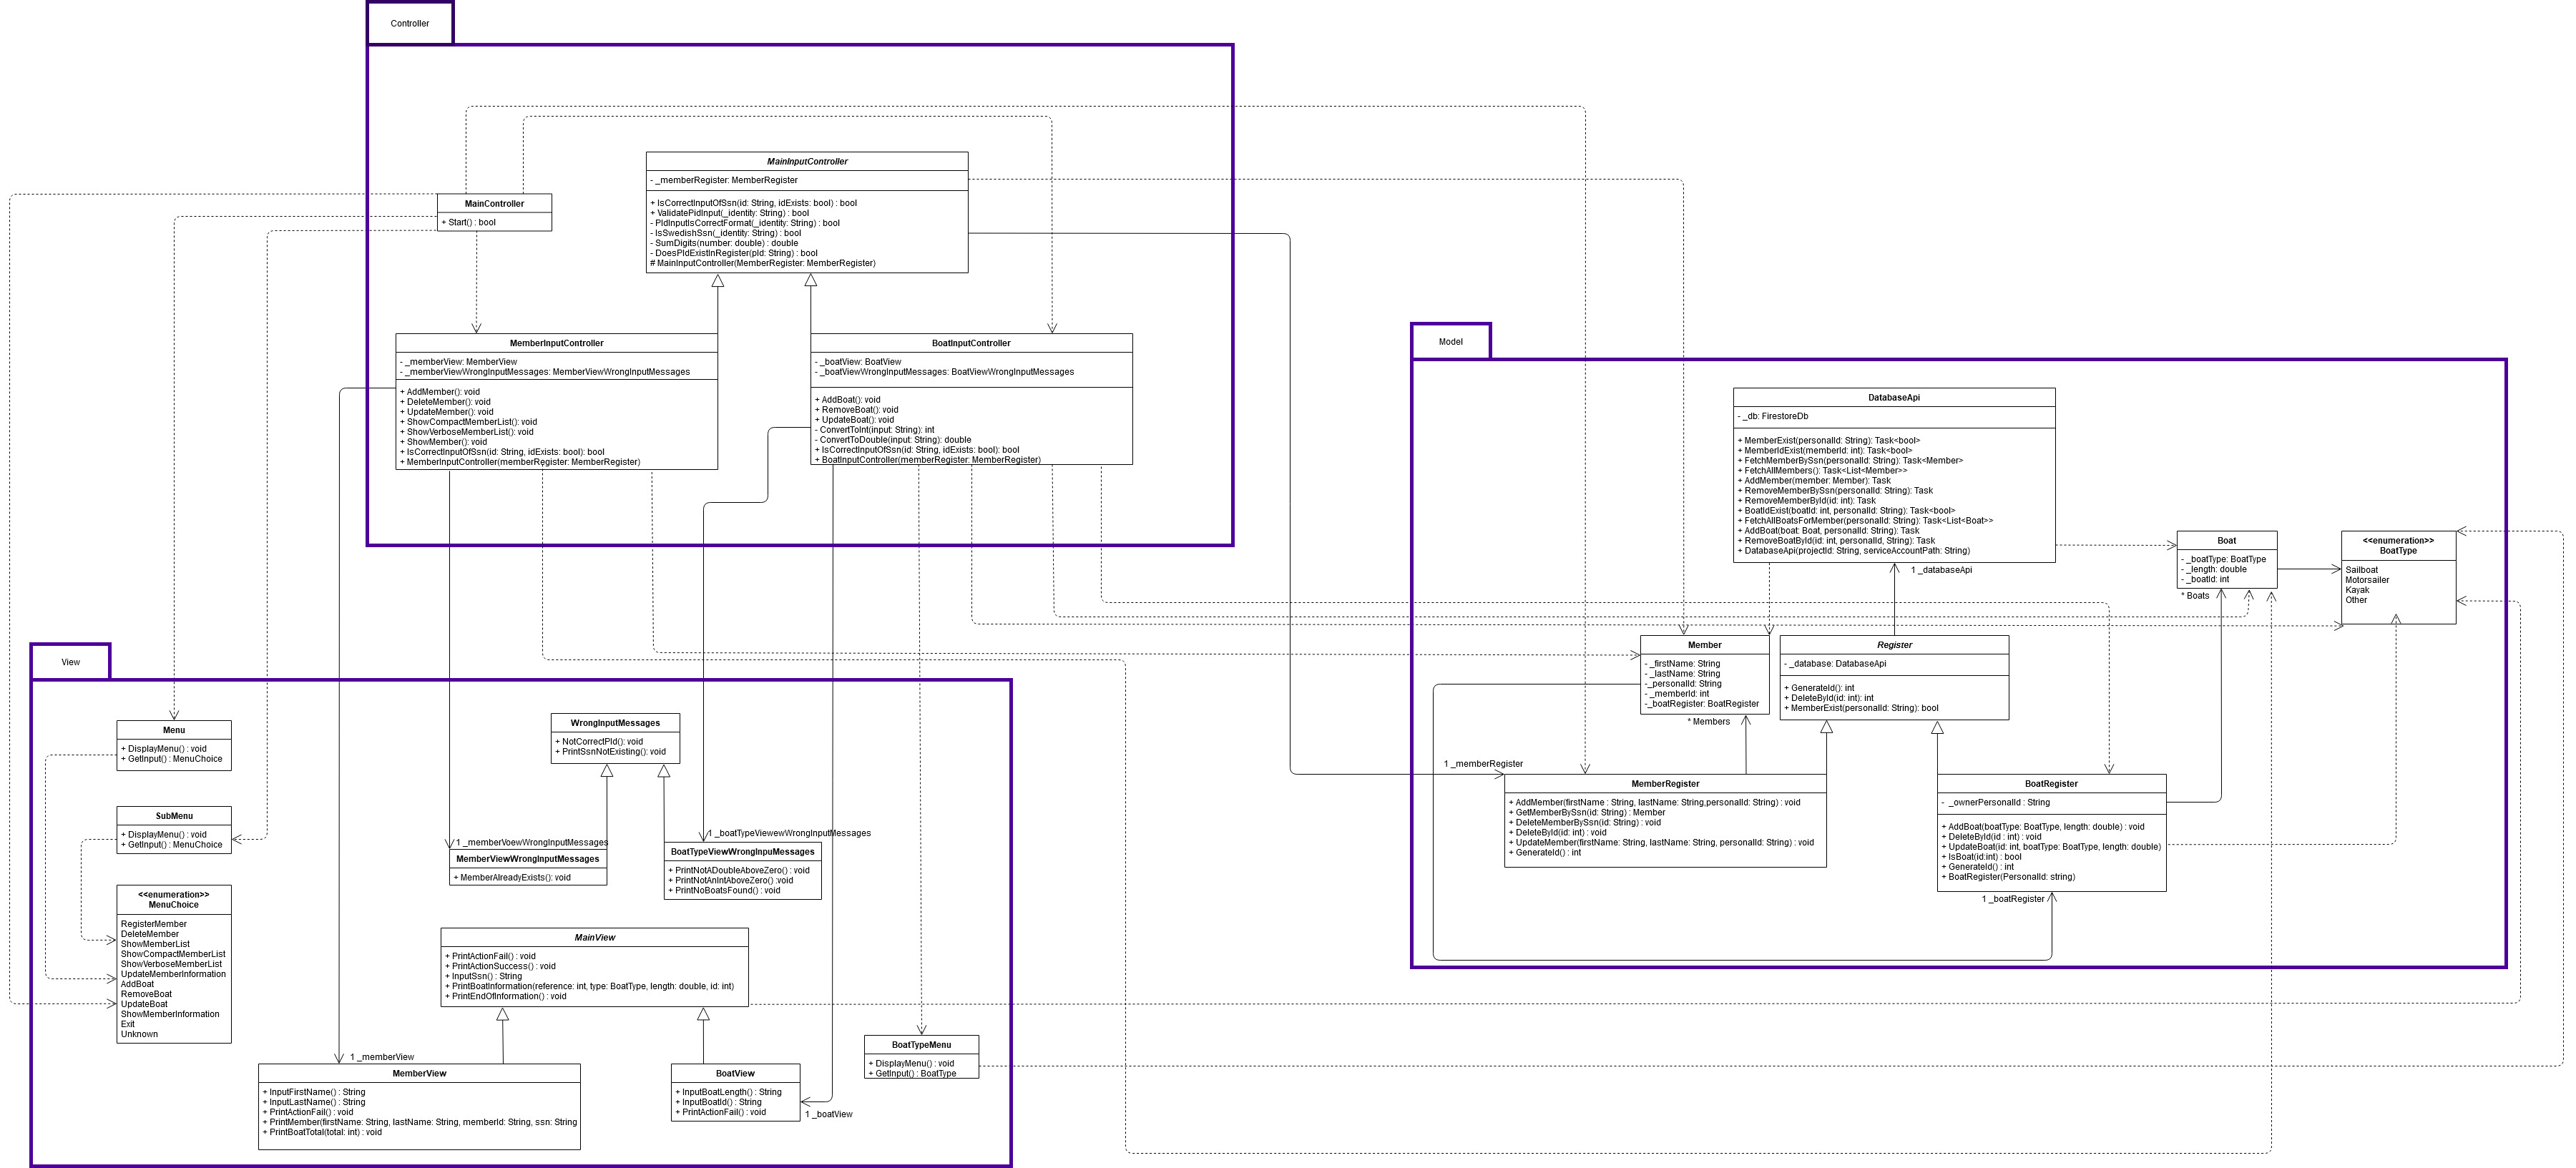 Controller
MainController
+ Start() : bool
MainInputController
- _memberRegister: MemberRegister
+ IsCorrectInputOfSsn(id: String, idExists: bool) : bool
+ ValidatePidInput(_identity: String) : bool
- PIdInputIsCorrectFormat(_identity: String) : bool
- IsSwedishSsn(_identity: String) : bool
- SumDigits(number: double) : double
- DoesPIdExistInRegister(pId: String) : bool
# MainInputController(MemberRegister: MemberRegister)
MemberInputController
- _memberView: MemberView
- _memberViewWrongInputMessages: MemberViewWrongInputMessages
+ AddMember(): void
+ DeleteMember(): void
+ UpdateMember(): void
+ ShowCompactMemberList(): void
+ ShowVerboseMemberList(): void
+ ShowMember(): void
+ IsCorrectInputOfSsn(id: String, idExists: bool): bool
+ MemberInputController(memberRegister: MemberRegister)
BoatInputController
- _boatView: BoatView
- _boatViewWrongInputMessages: BoatViewWrongInputMessages
+ AddBoat(): void
+ RemoveBoat(): void
+ UpdateBoat(): void
- ConvertToInt(input: String): int
- ConvertToDouble(input: String): double
+ IsCorrectInputOfSsn(id: String, idExists: bool): bool
+ BoatInputController(memberRegister: MemberRegister)
Model
DatabaseApi
- _db: FirestoreDb
+ MemberExist(personalId: String): Task<bool>
+ MemberIdExist(memberId: int): Task<bool>
+ FetchMemberBySsn(personalId: String): Task<Member>
+ FetchAllMembers(): Task<List<Member>>
+ AddMember(member: Member): Task
+ RemoveMemberBySsn(personalId: String): Task
+ RemoveMemberById(id: int): Task
+ BoatIdExist(boatId: int, personalId: String): Task<bool>
+ FetchAllBoatsForMember(personalId: String): Task<List<Boat>>
+ AddBoat(boat: Boat, personalId: String): Task
+ RemoveBoatById(id: int, personalId, String): Task
+ DatabaseApi(projectId: String, serviceAccountPath: String)
1 _databaseApi
Boat
- _boatType: BoatType
- _length: double
- _boatId: int
* Boats
<<enumeration>>
BoatType
Sailboat
Motorsailer
Kayak
Other
Member
- _firstName: String
- _lastName: String
-_personalId: String
- _memberId: int
-_boatRegister: BoatRegister
* Members
Register
- _database: DatabaseApi
+ GenerateId(): int
+ DeleteById(id: int): int
+ MemberExist(personalId: String): bool
1 _memberRegister
MemberRegister
+ AddMember(firstName : String, lastName: String,personalId: String) : void
+ GetMemberBySsn(id: String) : Member
+ DeleteMemberBySsn(id: String) : void
+ DeleteById(id: int) : void
+ UpdateMember(firstName: String, lastName: String, personalId: String) : void
+ GenerateId() : int
BoatRegister
- _ownerPersonalId : String
+ AddBoat(boatType: BoatType, length: double) : void
+ DeleteById(id : int) : void
+ UpdateBoat(id: int, boatType: BoatType, length: double)
+ IsBoat(id:int) : bool
+ GenerateId() : int
+ BoatRegister(PersonalId: string)
1 _boatRegister
View
Menu
+ DisplayMenu() : void
+ GetInput() : MenuChoice
SubMenu
+ DisplayMenu() : void
+ GetInput() : MenuChoice
<<enumeration>>
MenuChoice
RegisterMember
DeleteMember
ShowMemberList
ShowCompactMemberList
ShowVerboseMemberList
UpdateMemberInformation
AddBoat
RemoveBoat
UpdateBoat
ShowMemberInformation
Exit
Unknown
WrongInputMessages
+ NotCorrectPId(): void
+ PrintSsnNotExisting(): void
1 _memberVoewWrongInputMessages
MemberViewWrongInputMessages
+ MemberAlreadyExists(): void
1 _boatTypeViewewWrongInputMessages
BoatTypeViewWrongInpuMessages
+ PrintNotADoubleAboveZero() : void
+ PrintNotAnIntAboveZero() :void
+ PrintNoBoatsFound() : void
MainView
+ PrintActionFail() : void
+ PrintActionSuccess() : void
+ InputSsn() : String
+ PrintBoatInformation(reference: int, type: BoatType, length: double, id: int)
+ PrintEndOfInformation() : void
1 _memberView
MemberView
+ InputFirstName() : String
+ InputLastName() : String
+ PrintActionFail() : void
+ PrintMember(firstName: String, lastName: String, memberId: String, ssn: String
+ PrintBoatTotal(total: int) : void
BoatView
+ InputBoatLength() : String
+ InputBoatId() : String
+ PrintActionFail() : void
1 _boatView
BoatTypeMenu
+ DisplayMenu() : void
+ GetInput() : BoatType